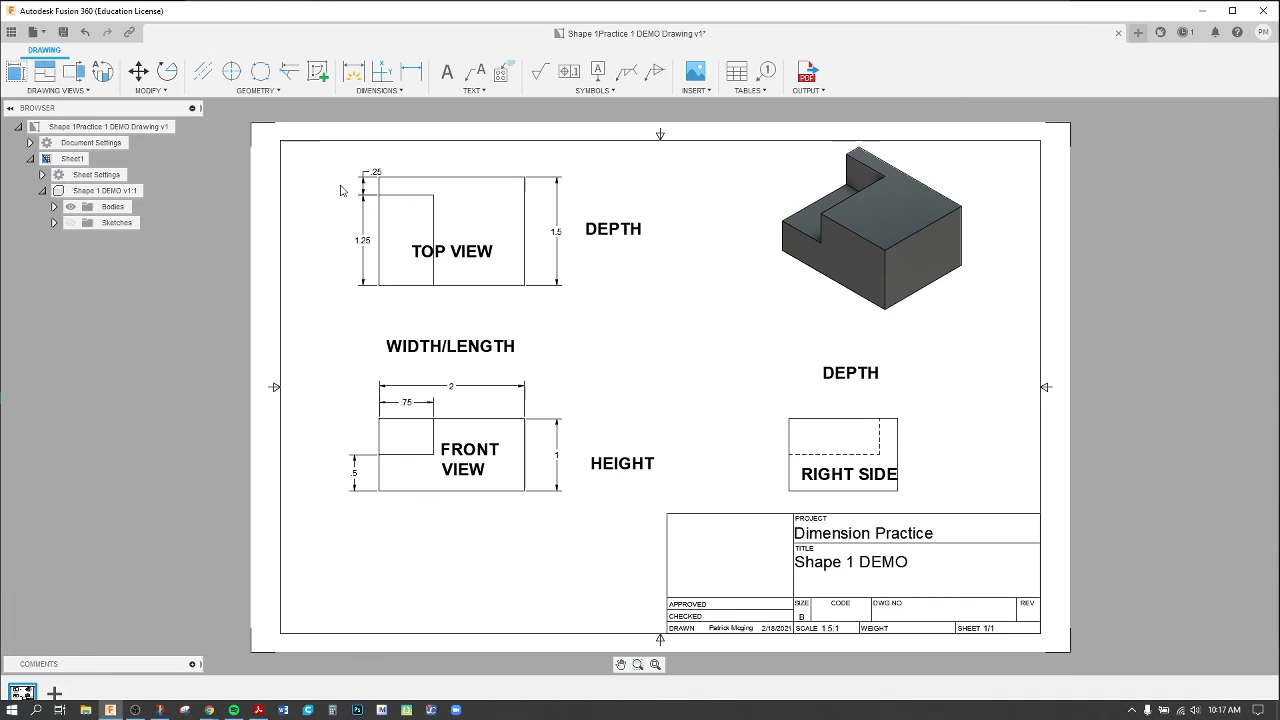 Autodesk Fusion 360 (Education License)
Shape 1Practice 1 DEMO Drawing v1*
1
PM
DRAWING
DRAWING VIEWS
MODIFY
GEOMETRY
DIMENSIONS
TEXT
SYMBOLS
INSERT
TABLES
OUTPUT
PDF
BROWSER
Shape 1Practice 1 DEMO Drawing v1
Document Settings
Sheet1
Sheet Settings
Shape 1 DEMO v1:1
Bodies
Sketches
.25
1.25
TOP VIEW
1.5
DEPTH
WIDTH/LENGTH
DEPTH
2
.75
FRONT
VIEW
.5
1
HEIGHT
RIGHT SIDE
PROJECT
Dimension Practice
TITLE
Shape 1 DEMO
APPROVED
CHECKED
DRAWN Patrick Mcging 2/18/2021
SIZE
B
CODE
DWG NO
REV
SCALE 1.5:1
WEIGHT
SHEET 1/1
COMMENTS
10:17 AM